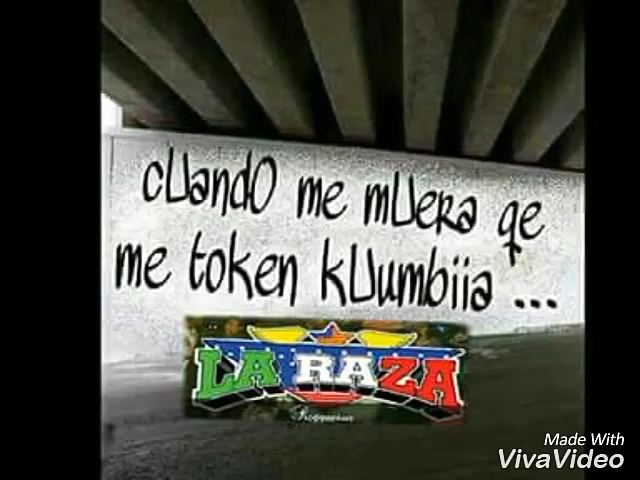 cUandO me mUera qe
me token kUumbiia ...
LA RAZA
Made With
VivaVideo